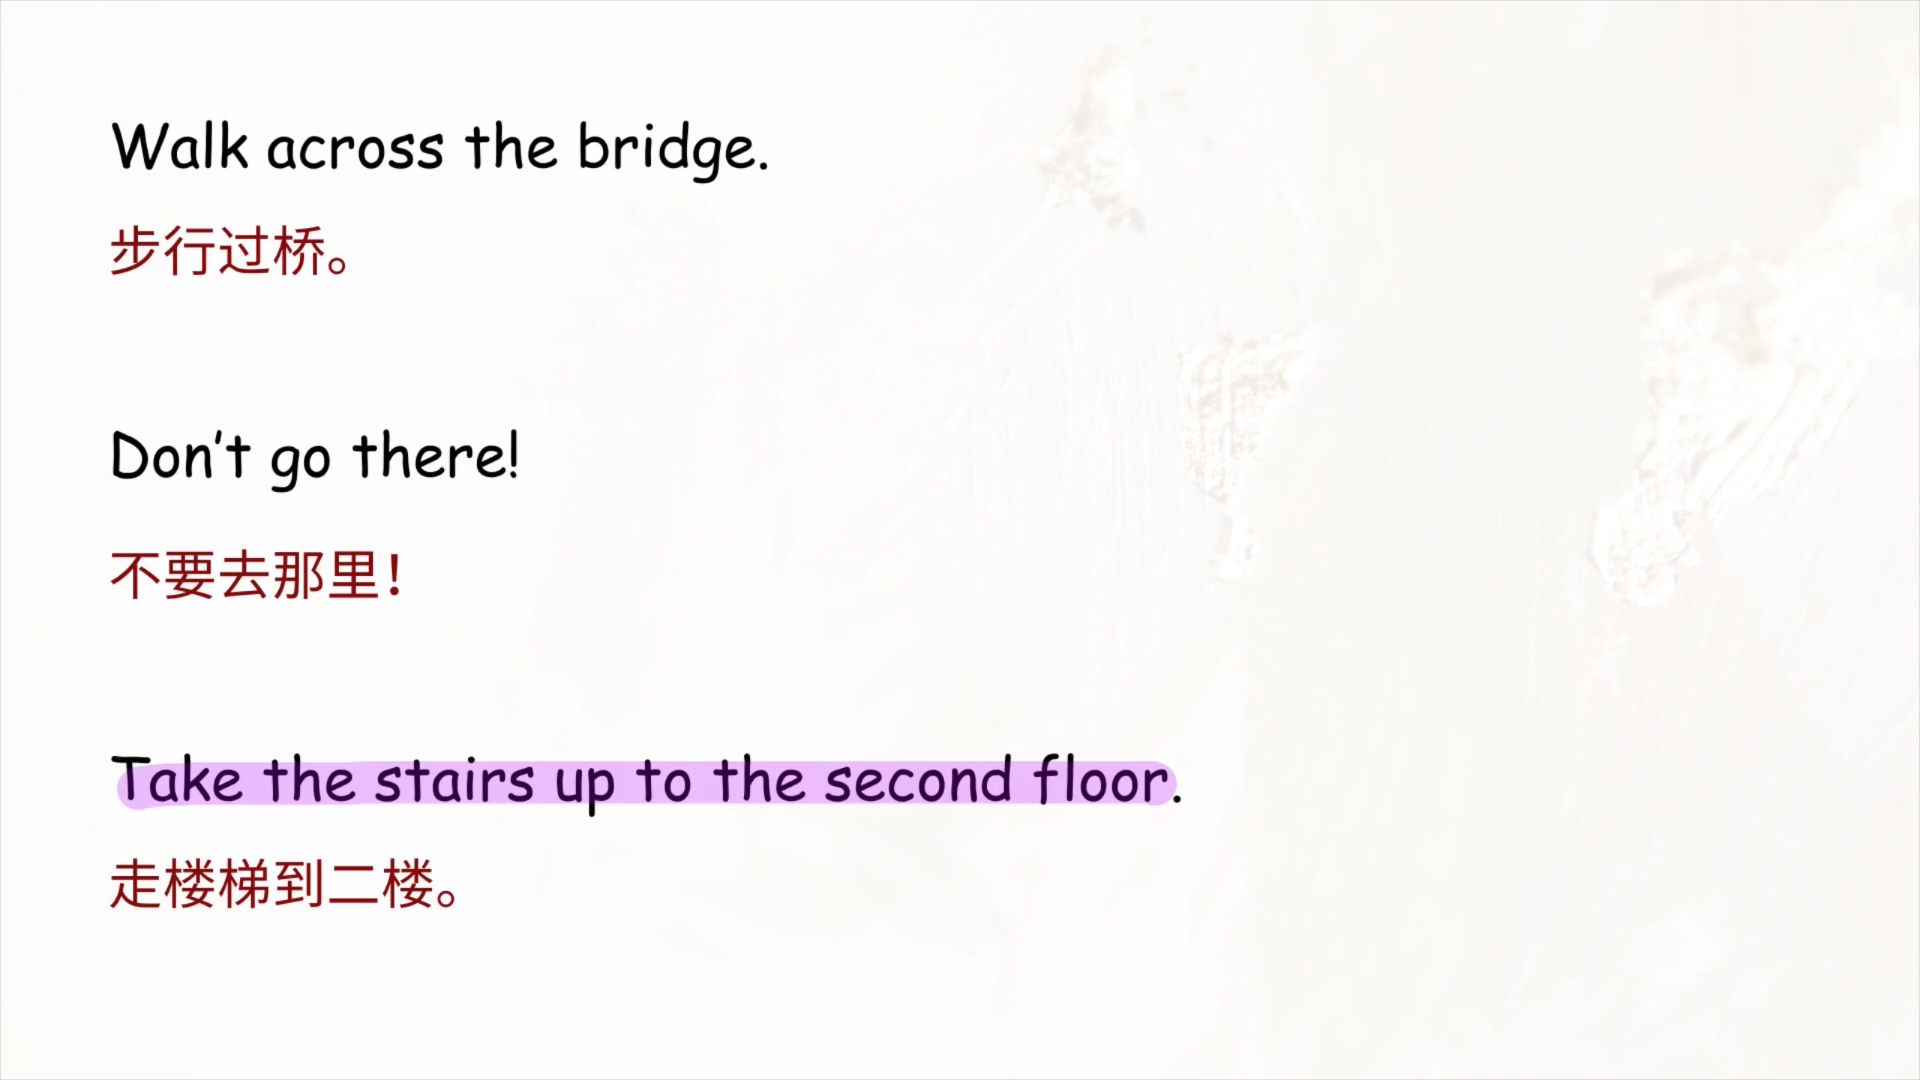 Walk across the bridge.
步行过桥。
Don’t go there!
不要去那里！
Take the stairs up to the second floor.
走楼梯到二楼。